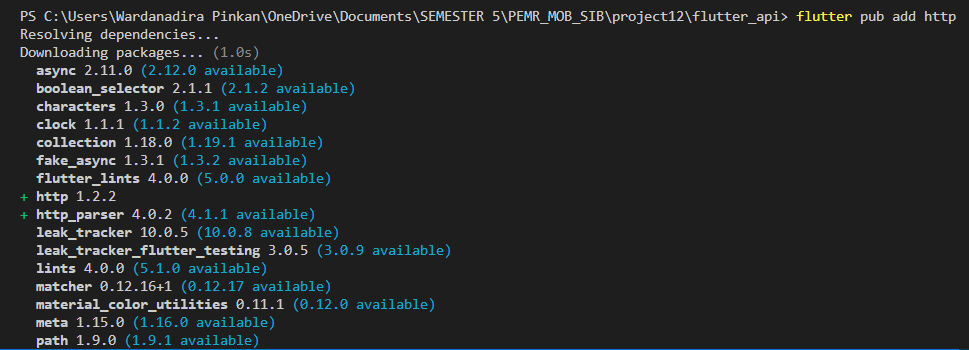 PS C:\Users\Wardanadira Pinkan\OneDrive\Documents\SEMESTER 5\PEMR_MOB_SIB\project12\flutter_api> flutter pub add http
Resolving dependencies...
Downloading packages... (1.0s)
async 2.11.0 (2.12.0 available)
boolean_selector 2.1.1 (2.1.2 available)
characters 1.3.0 (1.3.1 available)
clock 1.1.1 (1.1.2 available)
collection 1.18.0 (1.19.1 available)
fake_async 1.3.1 (1.3.2 available)
flutter_lints 4.0.0 (5.0.0 available)
+ http 1.2.2
+ http_parser 4.0.2 (4.1.1 available)
leak_tracker 10.0.5 (10.0.8 available)
leak_tracker_flutter_testing 3.0.5 (3.0.9 available)
lints 4.0.0 (5.1.0 available)
matcher 0.12.16+1 (0.12.17 available)
material_color_utilities 0.11.1 (0.12.0 available)
meta 1.15.0 (1.16.0 available)
path 1.9.0 (1.9.1 available)